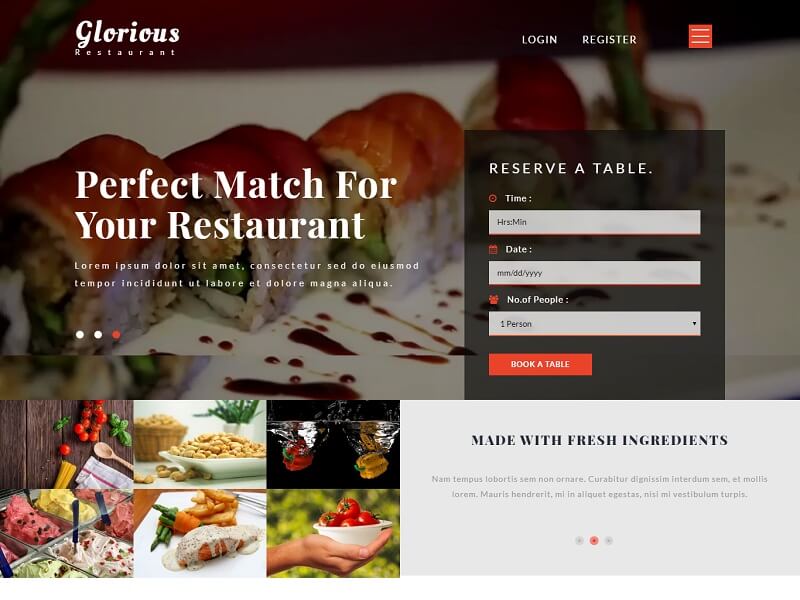 Glorious
Restaurant
LOGIN REGISTER
Perfect Match For
Your Restaurant
Lorem ipsum dolor sit amet, consectetur sed do eiusmod
tempor incididunt ut labore et dolore magna aliqua.
RESERVE A TABLE.
Time :
Hrs:Min
Date :
mm/dd/yyyy
No.of People :
1 Person
BOOK A TABLE
MADE WITH FRESH INGREDIENTS
Nam tempus lobortis sem non ornare. Curabitur dignissim interdum sem, et mollis
lorem. Mauris hendrerit, mi in aliquet egestas, nisi mi vestibulum turpis.